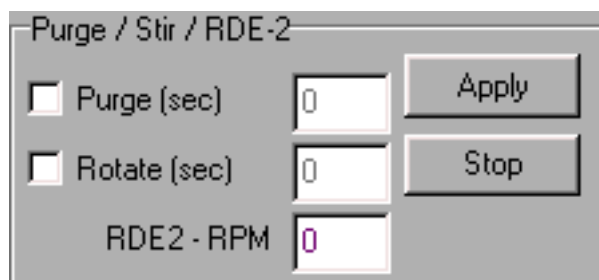 Purge / Stir / RDE-2
Purge (sec) 0 Apply
Rotate (sec) 0 Stop
RDE2 - RPM 0